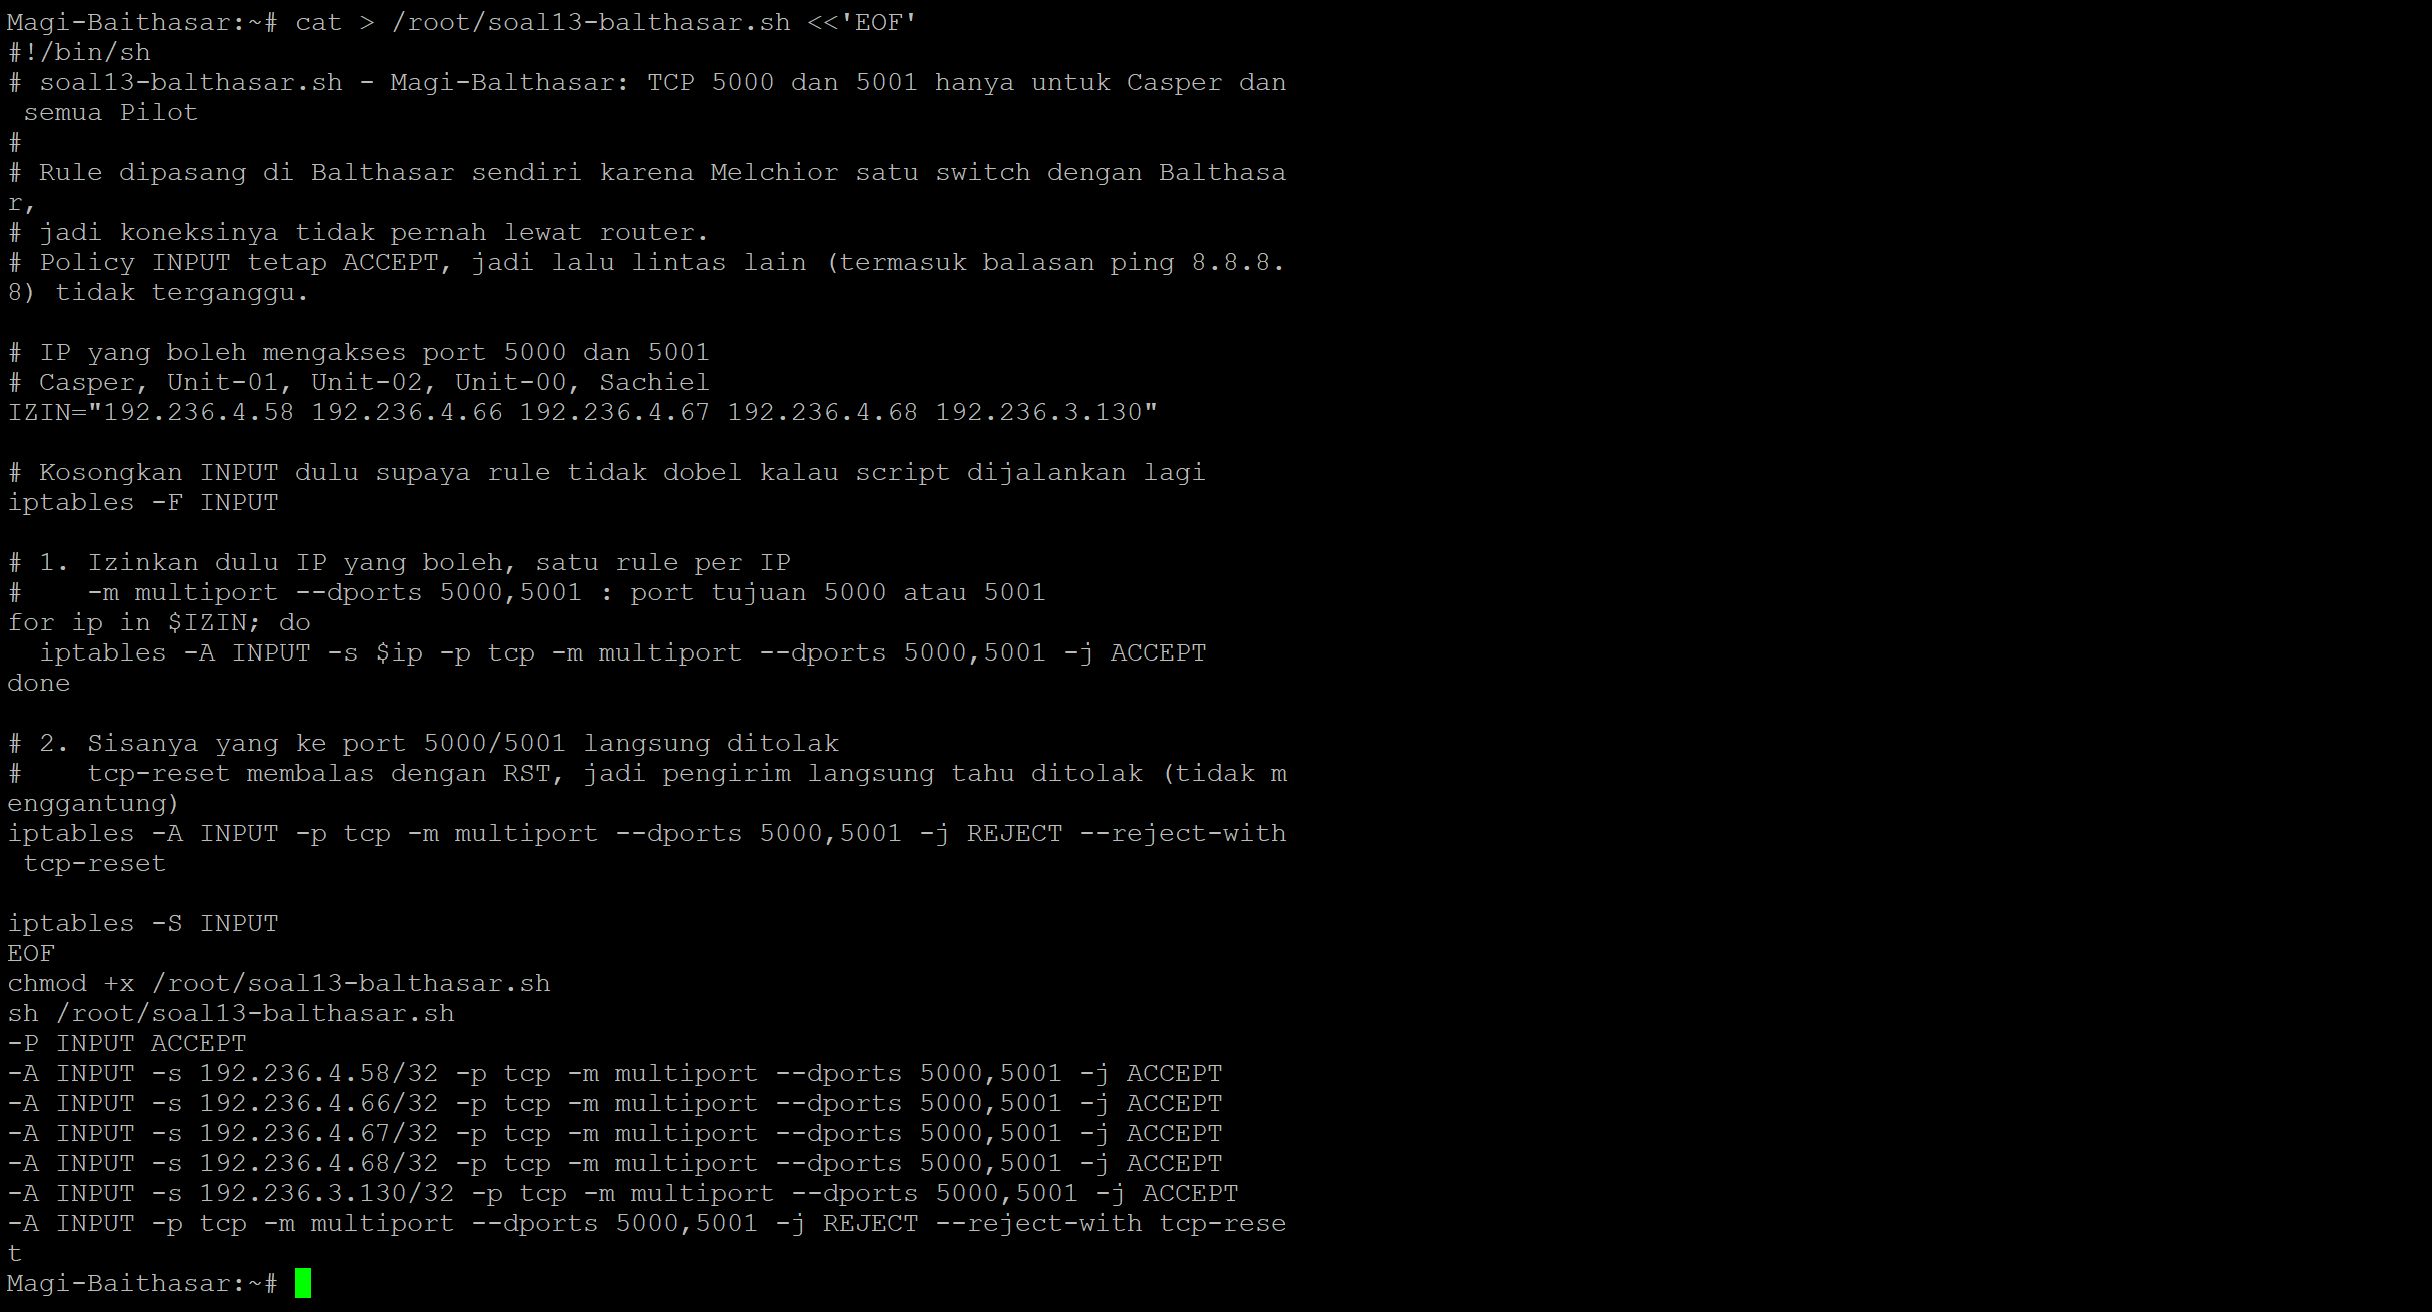 Magi-Baithasar:~# cat > /root/soal13-balthasar.sh <<'EOF'
#!/bin/sh
# soal13-balthasar.sh - Magi-Balthasar: TCP 5000 dan 5001 hanya untuk Casper dan
 semua Pilot
#
# Rule dipasang di Balthasar sendiri karena Melchior satu switch dengan Balthasa
r,
# jadi koneksinya tidak pernah lewat router.
# Policy INPUT tetap ACCEPT, jadi lalu lintas lain (termasuk balasan ping 8.8.8.
8) tidak terganggu.

# IP yang boleh mengakses port 5000 dan 5001
# Casper, Unit-01, Unit-02, Unit-00, Sachiel
IZIN="192.236.4.58 192.236.4.66 192.236.4.67 192.236.4.68 192.236.3.130"

# Kosongkan INPUT dulu supaya rule tidak dobel kalau script dijalankan lagi
iptables -F INPUT

# 1. Izinkan dulu IP yang boleh, satu rule per IP
#    -m multiport --dports 5000,5001 : port tujuan 5000 atau 5001
for ip in $IZIN; do
  iptables -A INPUT -s $ip -p tcp -m multiport --dports 5000,5001 -j ACCEPT
done

# 2. Sisanya yang ke port 5000/5001 langsung ditolak
#    tcp-reset membalas dengan RST, jadi pengirim langsung tahu ditolak (tidak m
enggantung)
iptables -A INPUT -p tcp -m multiport --dports 5000,5001 -j REJECT --reject-with
 tcp-reset

iptables -S INPUT
EOF
chmod +x /root/soal13-balthasar.sh
sh /root/soal13-balthasar.sh
-P INPUT ACCEPT
-A INPUT -s 192.236.4.58/32 -p tcp -m multiport --dports 5000,5001 -j ACCEPT
-A INPUT -s 192.236.4.66/32 -p tcp -m multiport --dports 5000,5001 -j ACCEPT
-A INPUT -s 192.236.4.67/32 -p tcp -m multiport --dports 5000,5001 -j ACCEPT
-A INPUT -s 192.236.4.68/32 -p tcp -m multiport --dports 5000,5001 -j ACCEPT
-A INPUT -s 192.236.3.130/32 -p tcp -m multiport --dports 5000,5001 -j ACCEPT
-A INPUT -p tcp -m multiport --dports 5000,5001 -j REJECT --reject-with tcp-rese
t
Magi-Baithasar:~#